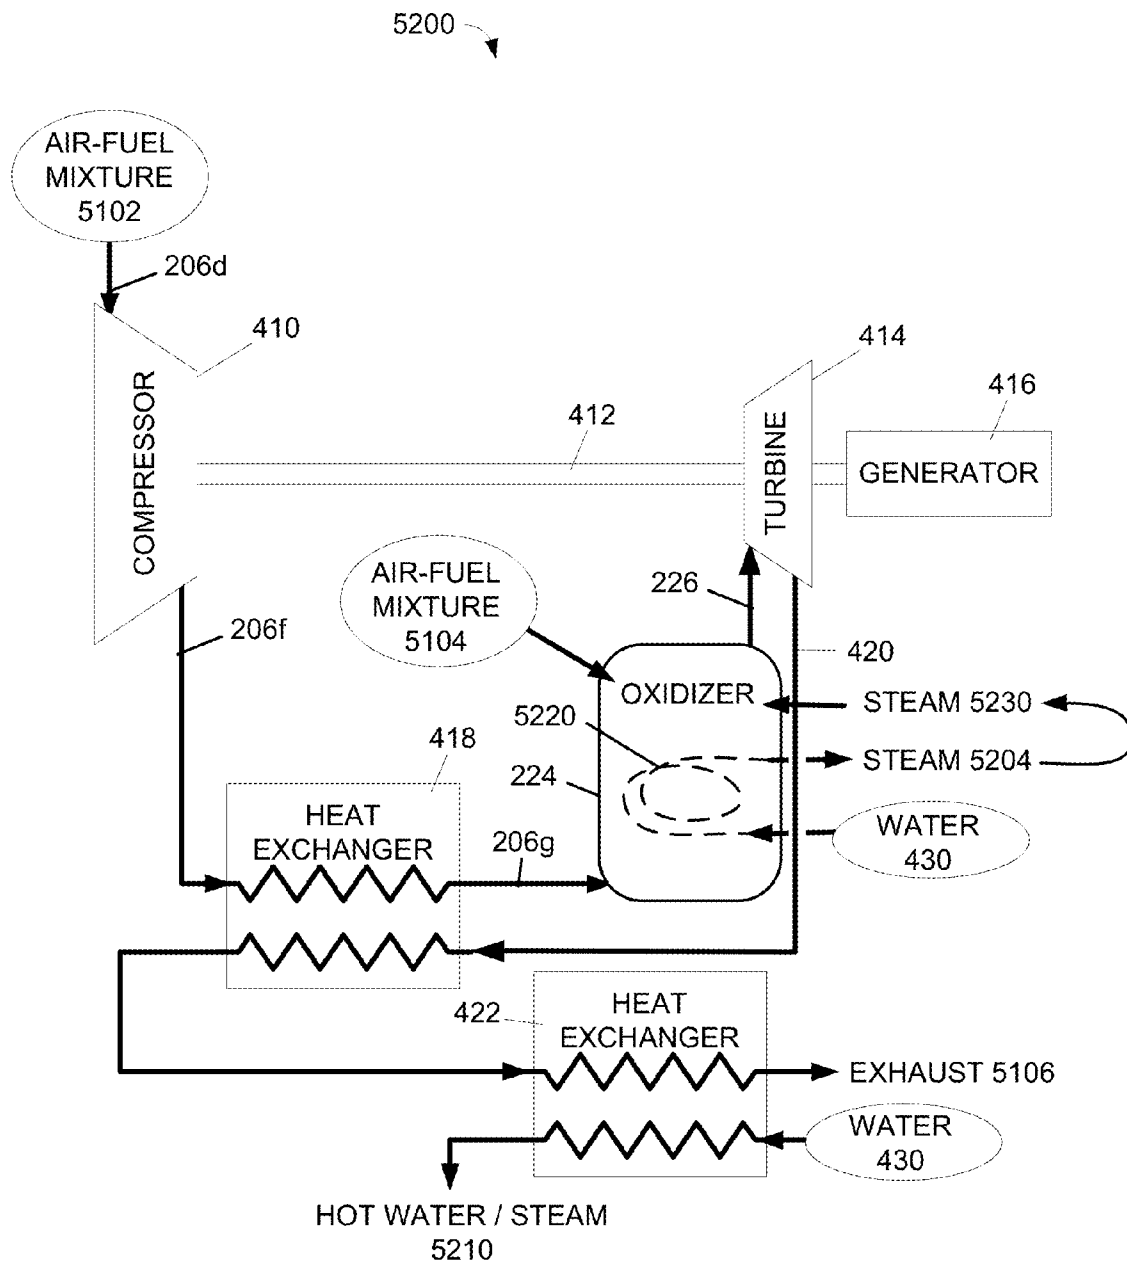 5200
AIR-FUEL
MIXTURE
5102
206d
410
COMPRESSOR
412
414
TURBINE
416
GENERATOR
AIR-FUEL
MIXTURE
5104
226
206f
420
OXIDIZER
STEAM 5230
5220
STEAM 5204
224
WATER
430
418
HEAT
EXCHANGER
206g
422
HEAT
EXCHANGER
EXHAUST 5106
WATER
430
HOT WATER / STEAM
5210